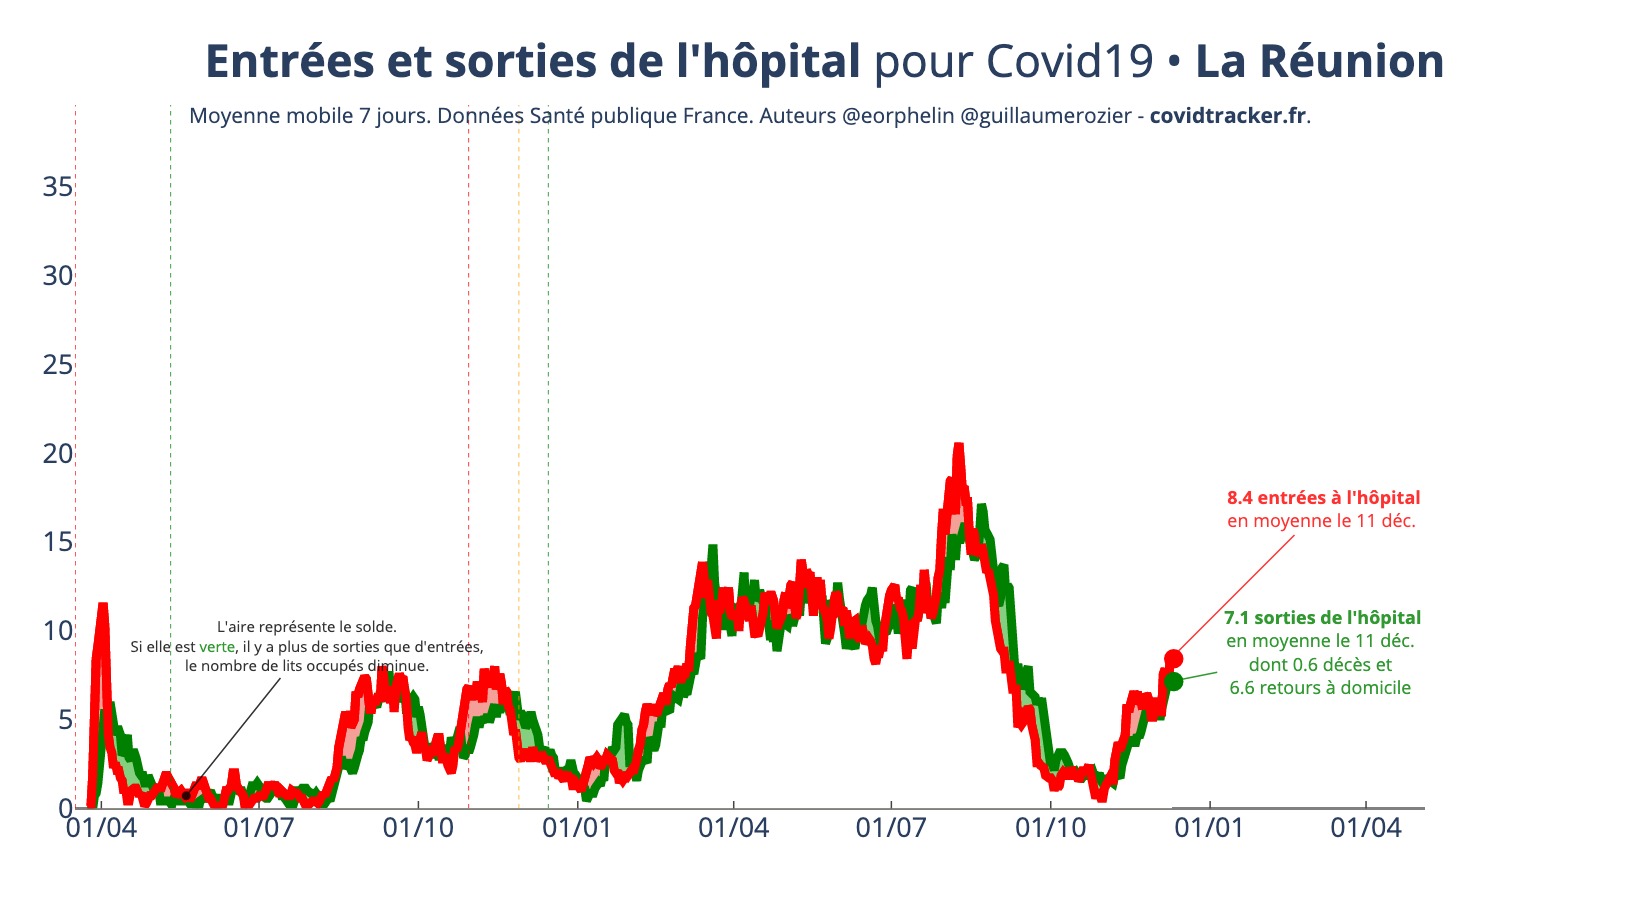 Entrées et sorties de l'hôpital pour Covid19 • La Réunion
Moyenne mobile 7 jours. Données Santé publique France. Auteurs @eorphelin @guillaumerozier - covidtracker.fr.
35
30
25
20
15
10
5
0
L'aire représente le solde.
Si elle est verte, il y a plus de sorties que d'entrées,
le nombre de lits occupés diminue.
8.4 entrées à l'hôpital
en moyenne le 11 déc.
7.1 sorties de l'hôpital
en moyenne le 11 déc.
dont 0.6 décès et
6.6 retours à domicile
01/04 01/07 01/10 01/01 01/04 01/07 01/10 01/01 01/04